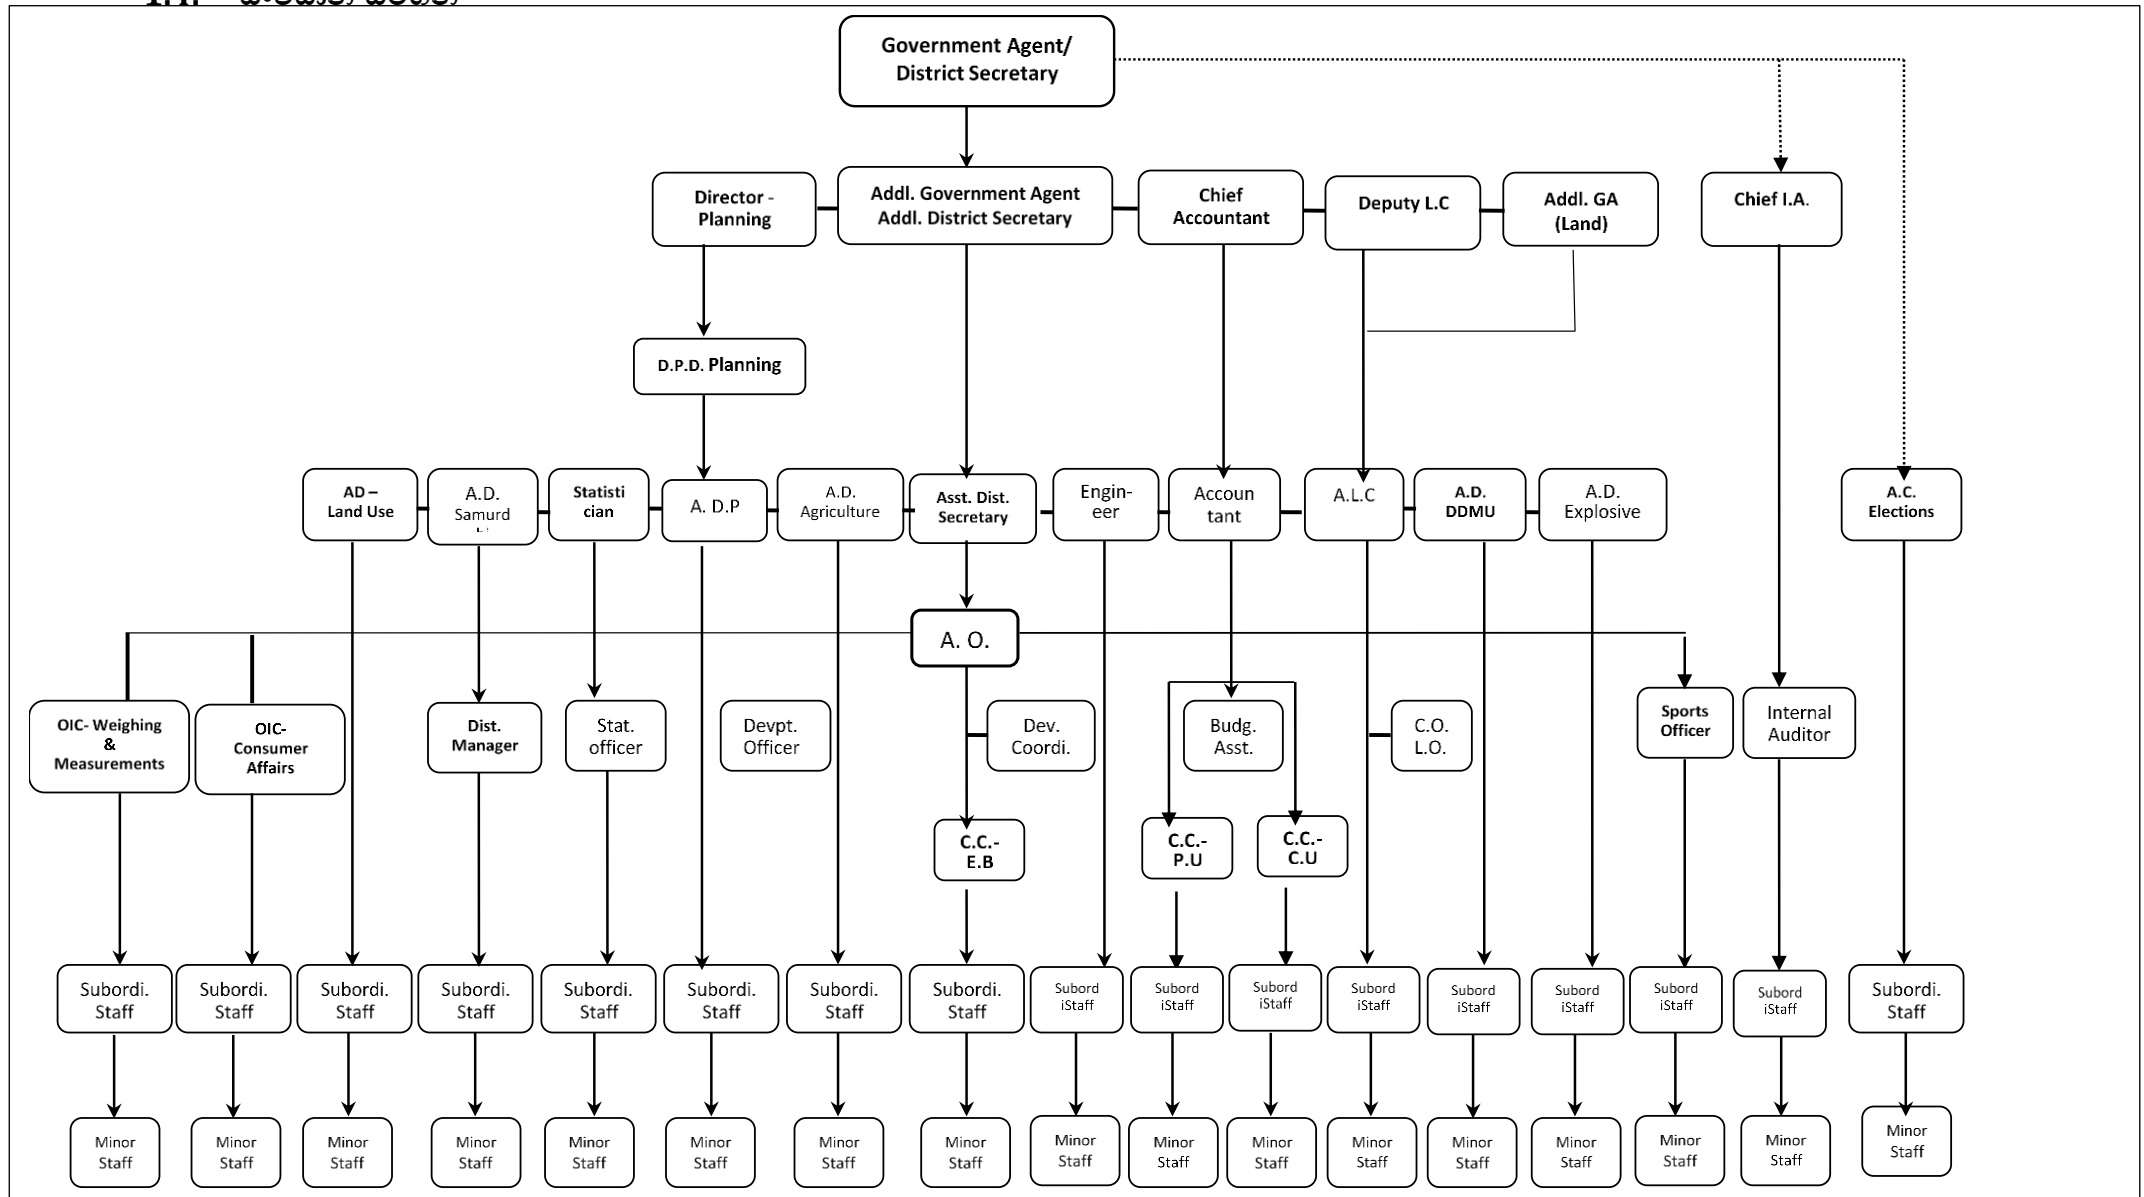 Government Agent/
District Secretary
Director -
Planning
Addl. Government Agent
Addl. District Secretary
Chief
Accountant
Deputy L.C
Addl. GA
(Land)
Chief I.A.
D.P.D. Planning
AD –
Land Use
A.D.
Samurd
Statisti
cian
A. D.P
A.D.
Agriculture
Asst. Dist.
Secretary
Engin-
eer
Accoun
tant
A.L.C
A.D.
DDMU
A.D.
Explosive
A.C.
Elections
A. O.
OIC- Weighing
&
Measurements
OIC-
Consumer
Affairs
Dist.
Manager
Stat.
officer
Devpt.
Officer
Dev.
Coordi.
Budg.
Asst.
C.O.
L.O.
Sports
Officer
Internal
Auditor
C.C.-
E.B
C.C.-
P.U
C.C.-
C.U
Subordi.
Staff
Subordi.
Staff
Subordi.
Staff
Subordi.
Staff
Subordi.
Staff
Subordi.
Staff
Subordi.
Staff
Subordi.
Staff
Subord
iStaff
Subord
iStaff
Subord
iStaff
Subord
iStaff
Subord
iStaff
Subord
iStaff
Subord
iStaff
Subord
iStaff
Subordi.
Staff
Minor
Staff
Minor
Staff
Minor
Staff
Minor
Staff
Minor
Staff
Minor
Staff
Minor
Staff
Minor
Staff
Minor
Staff
Minor
Staff
Minor
Staff
Minor
Staff
Minor
Staff
Minor
Staff
Minor
Staff
Minor
Staff
Minor
Staff